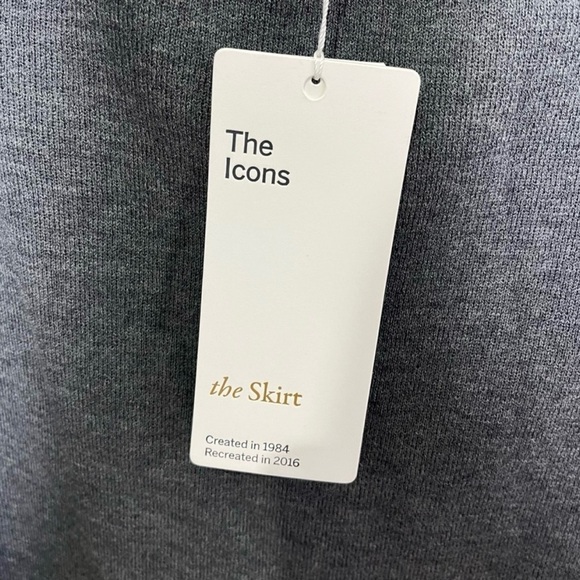 The
Icons
the Skirt
Created in 1984
Recreated in 2016